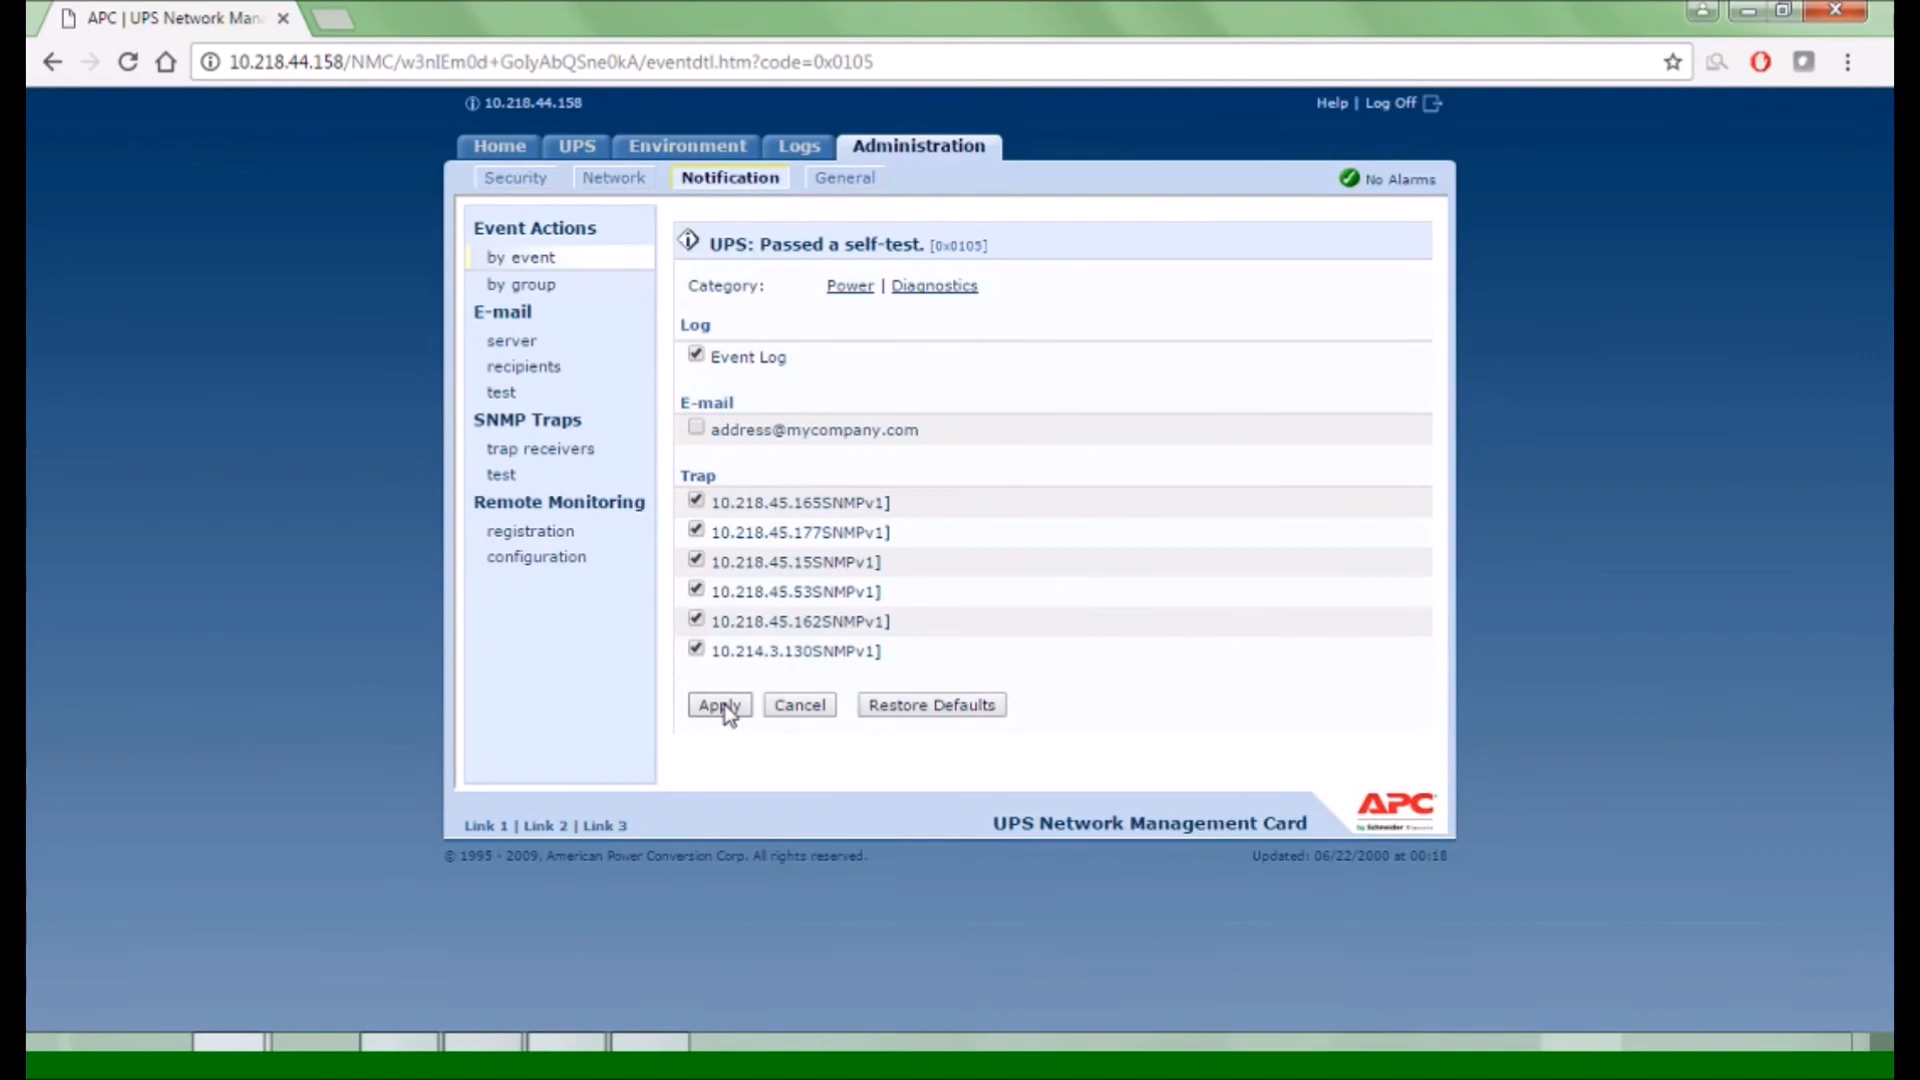 APC | UPS Network Man
10.218.44.158/NMC/w3nIEm0d+GoIyAbQSne0kA/eventdtl.htm?code=0x0105
10.218.44.158
Help | Log Off
Home UPS Environment Logs Administration
Security Network Notification General
No Alarms
Event Actions
by event
by group
E-mail
server
recipients
test
SNMP Traps
trap receivers
test
Remote Monitoring
registration
configuration
UPS: Passed a self-test. [0x0105]
Category: Power | Diagnostics
Log
Event Log
E-mail
address@mycompany.com
Trap
10.218.45.165SNMPv1]
10.218.45.177SNMPv1]
10.218.45.15SNMPv1]
10.218.45.53SNMPv1]
10.218.45.162SNMPv1]
10.214.3.130SNMPv1]
Apply Cancel Restore Defaults
Link 1 | Link 2 | Link 3
UPS Network Management Card
APC
by Schneider Electric
© 1995 - 2009, American Power Conversion Corp. All rights reserved.
Updated: 06/22/2000 at 00:18